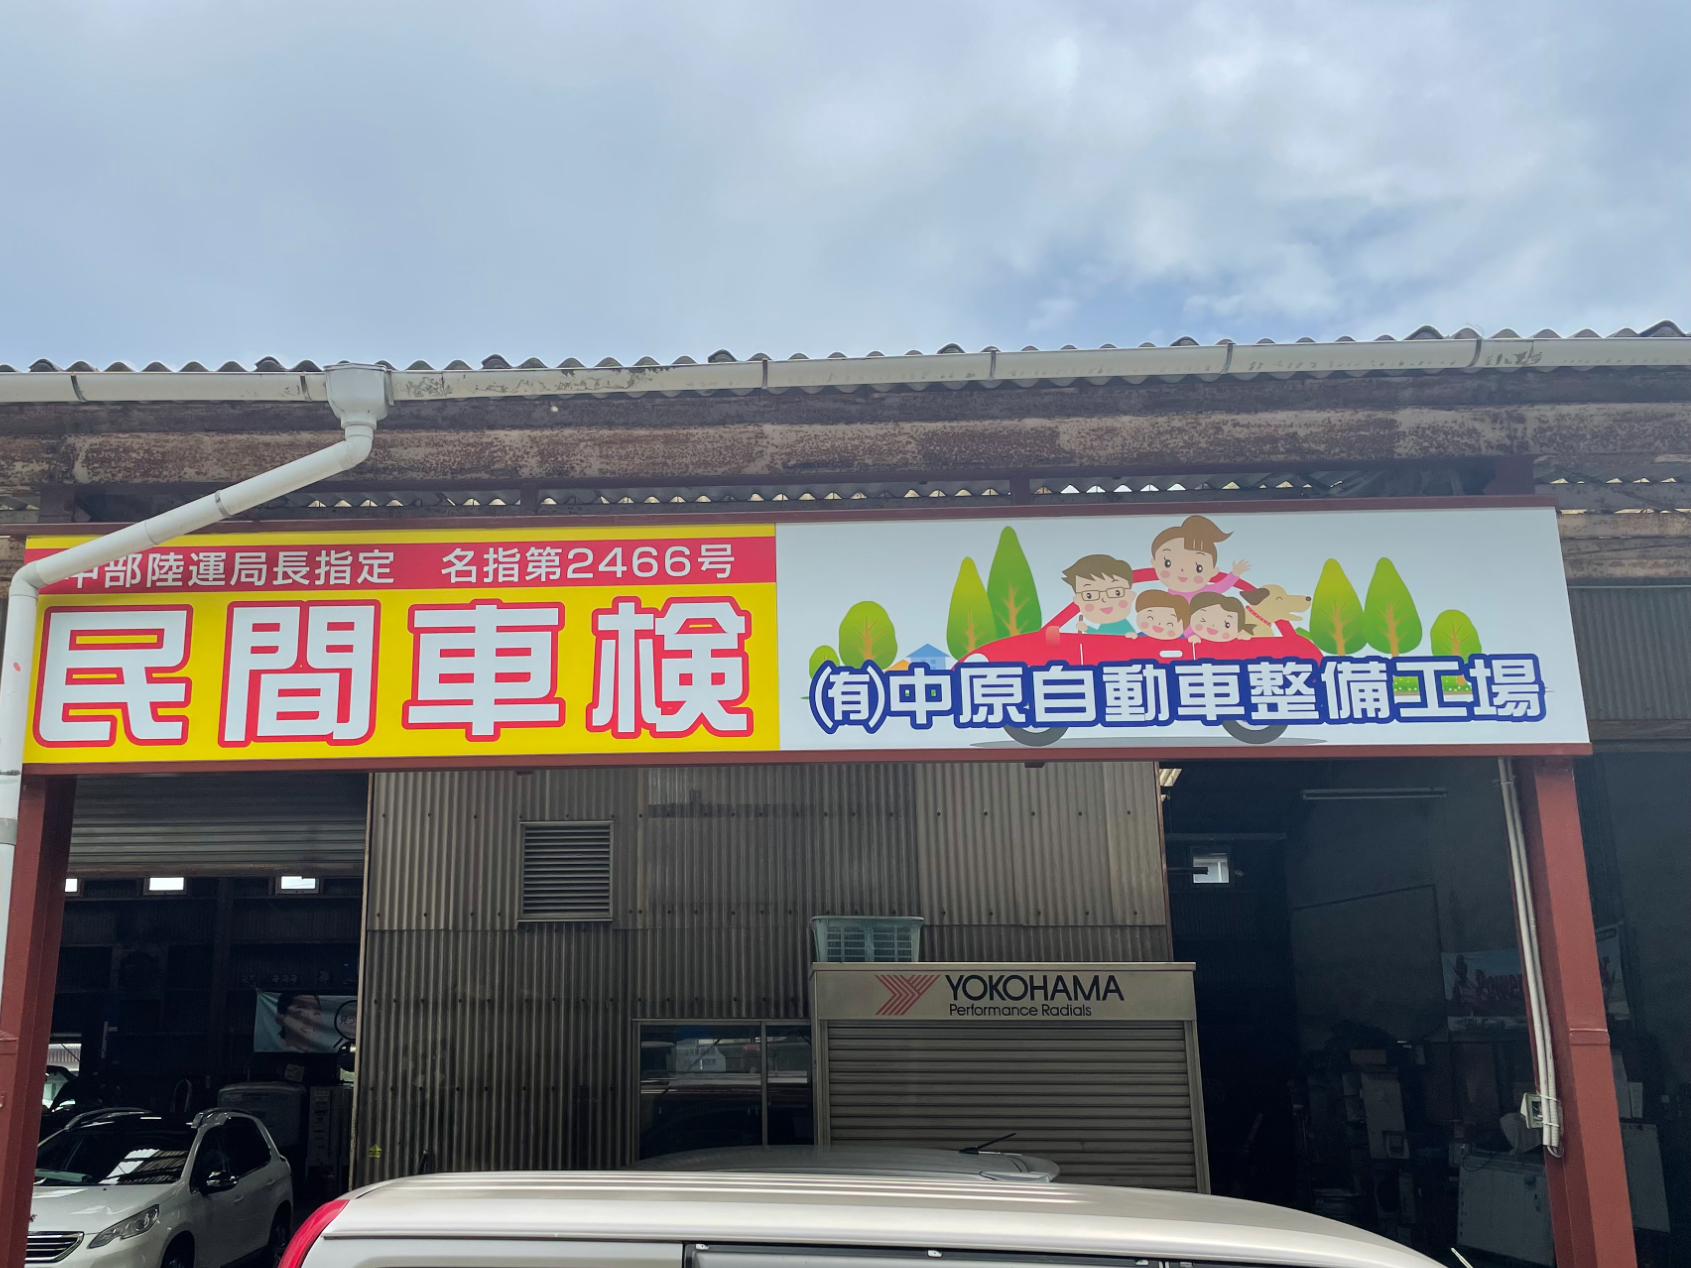 中部陸運局長指定 名指第2466号
民間車検
(有)中原自動車整備工場
YOKOHAMA
Performance Radials